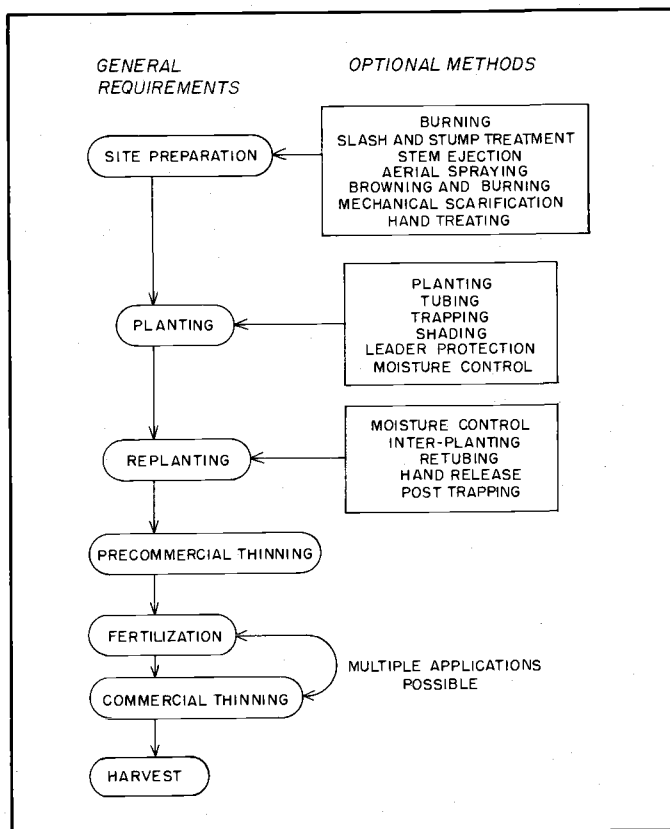 GENERAL
REQUIREMENTS
OPTIONAL METHODS
SITE PREPARATION
BURNING
SLASH AND STUMP TREATMENT
STEM EJECTION
AERIAL SPRAYING
BROWNING AND BURNING
MECHANICAL SCARIFICATION
HAND TREATING
PLANTING
PLANTING
TUBING
TRAPPING
SHADING
LEADER PROTECTION
MOISTURE CONTROL
REPLANTING
MOISTURE CONTROL
INTER-PLANTING
RETUBING
HAND RELEASE
POST TRAPPING
PRECOMMERCIAL THINNING
FERTILIZATION
MULTIPLE APPLICATIONS
POSSIBLE
COMMERCIAL THINNING
HARVEST